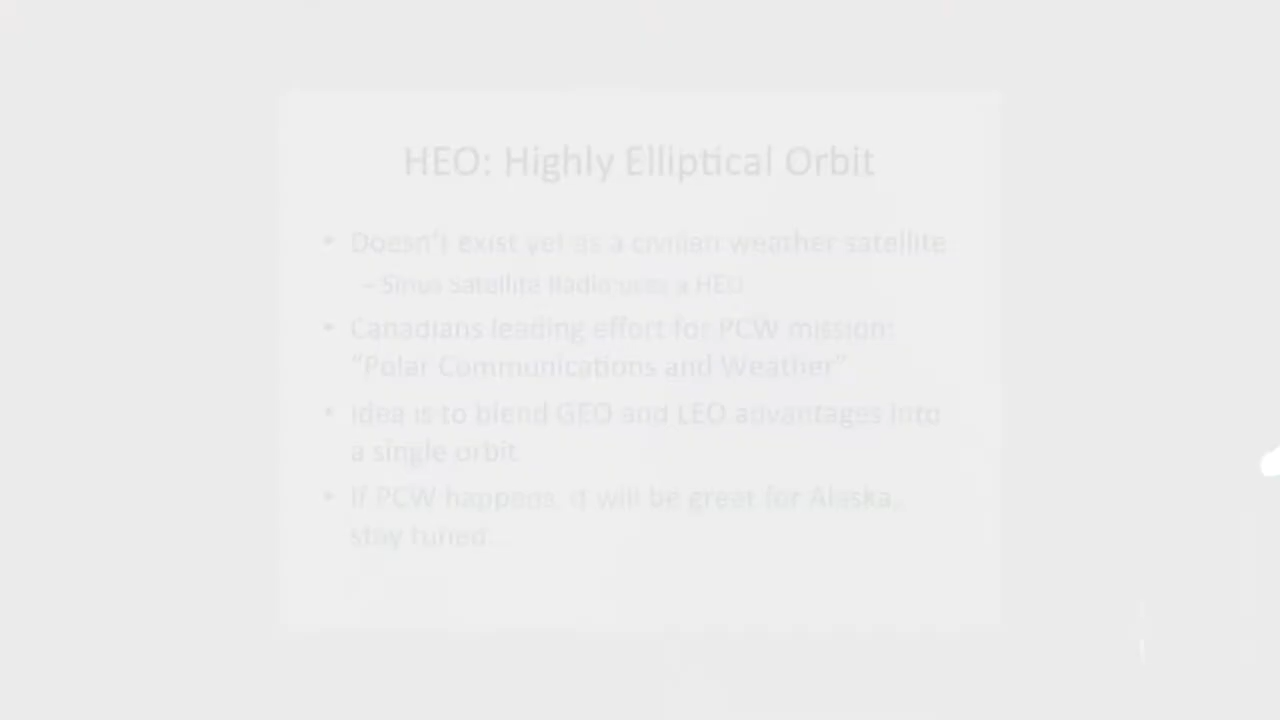 HEO: Highly Elliptical Orbit
• Doesn't exist yet as a civilian weather satellite
– Sirius Satellite Radio uses a HEO
• Canadians leading effort for PCW mission:
"Polar Communications and Weather"
• Idea is to blend GEO and LEO advantages into
a single orbit
• If PCW happens, it will be great for Alaska,
stay tuned...